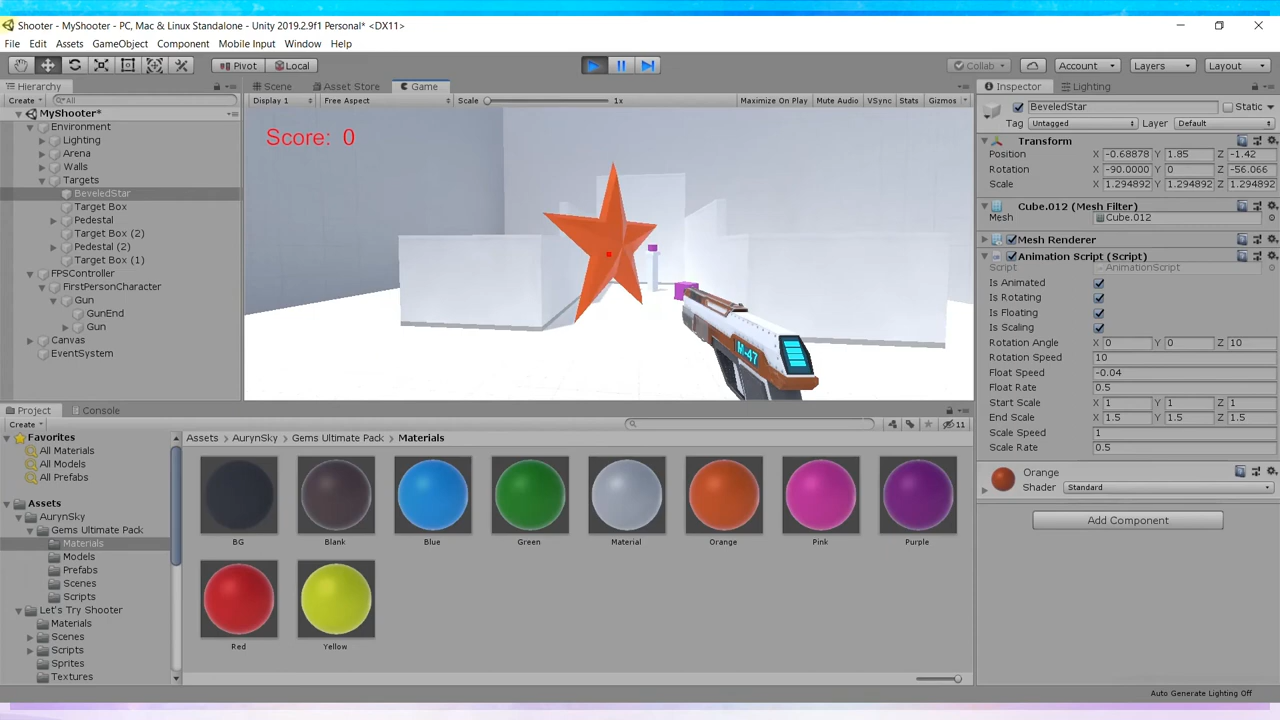 Shooter - MyShooter - PC, Mac & Linux Standalone - Unity 2019.2.9f1 Personal* <DX11>
File Edit Assets GameObject Component Mobile Input Window Help
Pivot Local Collab Account Layers Layout
Hierarchy Scene Asset Store Game Inspector Lighting
Create All
Display 1 Free Aspect Scale 1x Maximize On Play Mute Audio VSync Stats Gizmos
MyShooter*
Environment
Lighting
Arena
Walls
Targets
BeveledStar
Target Box
Pedestal
Target Box (2)
Pedestal (2)
Target Box (1)
FPSController
FirstPersonCharacter
Gun
GunEnd
Gun
Canvas
EventSystem
Score: 0
M-47
BeveledStar Static
Tag Untagged Layer Default
Transform
Position X -0.68878 Y 1.85 Z -1.42
Rotation X -90.0000 Y 0 Z -56.066
Scale X 1.294892 Y 1.294892 Z 1.294892
Cube.012 (Mesh Filter)
Mesh Cube.012
Mesh Renderer
Animation Script (Script)
Script AnimationScript
Is Animated
Is Rotating
Is Floating
Is Scaling
Rotation Angle X 0 Y 0 Z 10
Rotation Speed 10
Float Speed -0.04
Float Rate 0.5
Start Scale X 1 Y 1 Z 1
End Scale X 1.5 Y 1.5 Z 1.5
Scale Speed 1
Scale Rate 0.5
Orange
Shader Standard
Add Component
Project Console
Create 11
Favorites
All Materials
All Models
All Prefabs
Assets
AurynSky
Gems Ultimate Pack
Materials
Models
Prefabs
Scenes
Scripts
Let's Try Shooter
Materials
Scenes
Scripts
Sprites
Textures
Assets Gems AurynSky Gems Ultimate Pack Materials
BG Blank Blue Green Material Orange Pink Purple
Red Yellow
Auto Generate Lighting Off